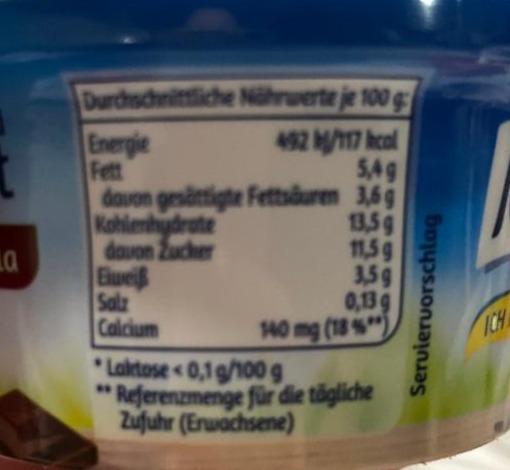 Durchschnittliche Nährwerte je 100 g:
Energie 492 kJ/117 kcal
Fett 5,4 g
davon gesättigte Fettsäuren 3,6 g
Kohlenhydrate 13,5 g
davon Zucker 11,5 g
Eiweiß 3,5 g
Salz 0,13 g
Calcium 140 mg (18 %**)
* Laktose < 0,1 g/100 g
** Referenzmenge für die tägliche
Zufuhr (Erwachsene)
Serviervorschlag
ICH